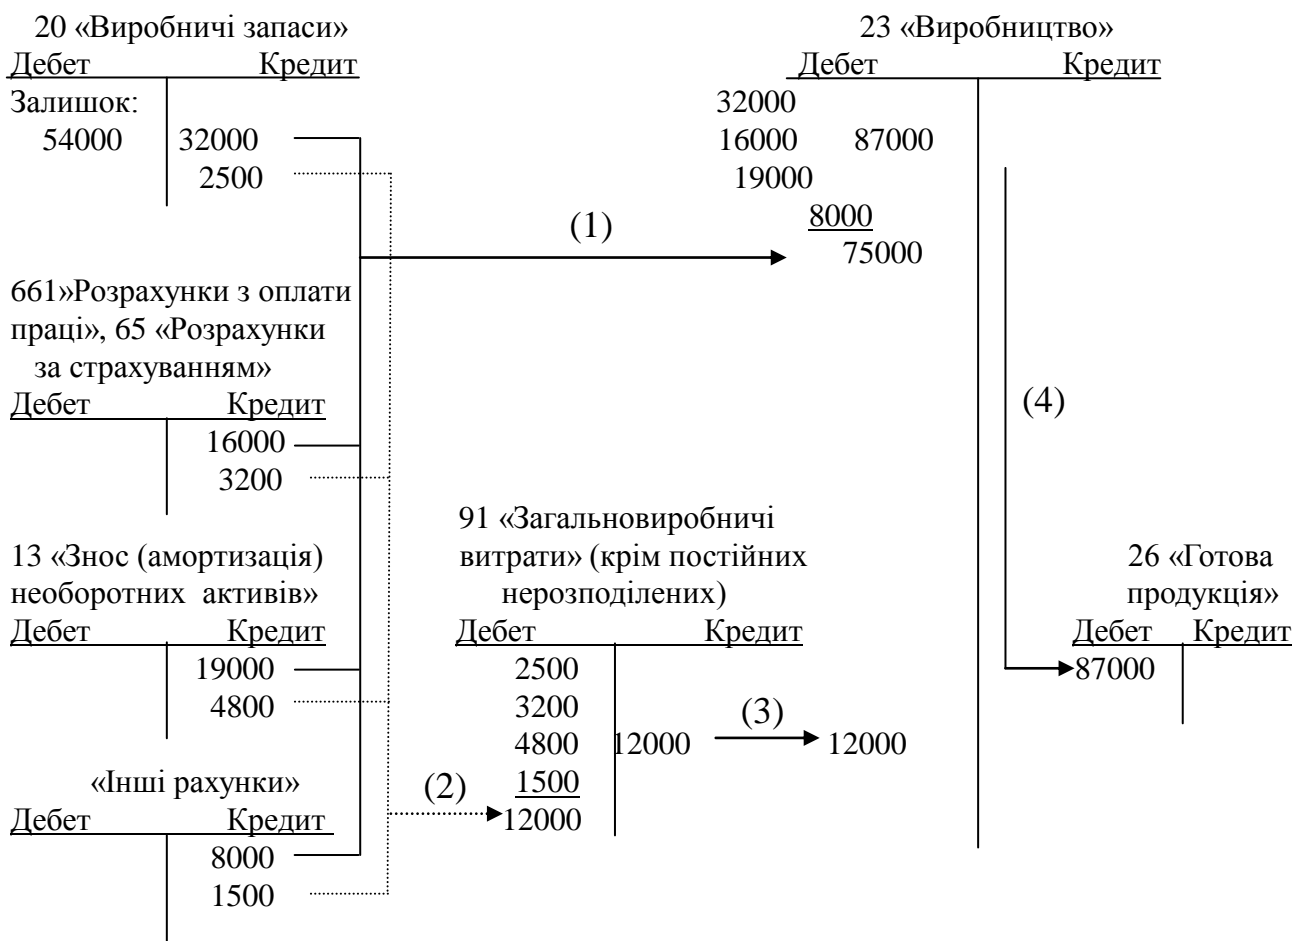 20 «Виробничі запаси»
Дебет Кредит
Залишок:
54000 32000
2500
23 «Виробництво»
Дебет Кредит
32000
16000 87000
19000
8000
75000
(1)
661»Розрахунки з оплати
праці», 65 «Розрахунки
за страхуванням»
Дебет Кредит
16000
3200
(4)
13 «Знос (амортизація)
необоротних активів»
Дебет Кредит
19000
4800
91 «Загальновиробничі
витрати» (крім постійних
нерозподілених)
Дебет Кредит
2500
3200
4800 12000 (3) 12000
1500
12000
26 «Готова
продукція»
Дебет Кредит
87000
«Інші рахунки»
Дебет Кредит
8000
1500
(2)